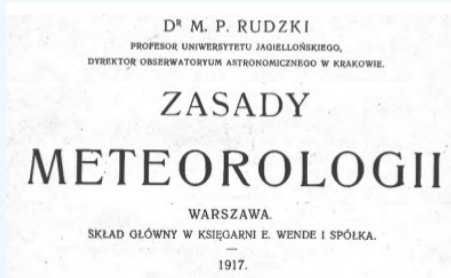 Dᴿ M. P. RUDZKI
PROFESOR UNIWERSYTETU JAGIELLOŃSKIEGO,
DYREKTOR OBSERWATORYUM ASTRONOMICZNEGO W KRAKOWIE.
ZASADY
METEOROLOGII
WARSZAWA.
SKŁAD GŁÓWNY W KSIĘGARNI E. WENDE I SPÓŁKA.
1917.